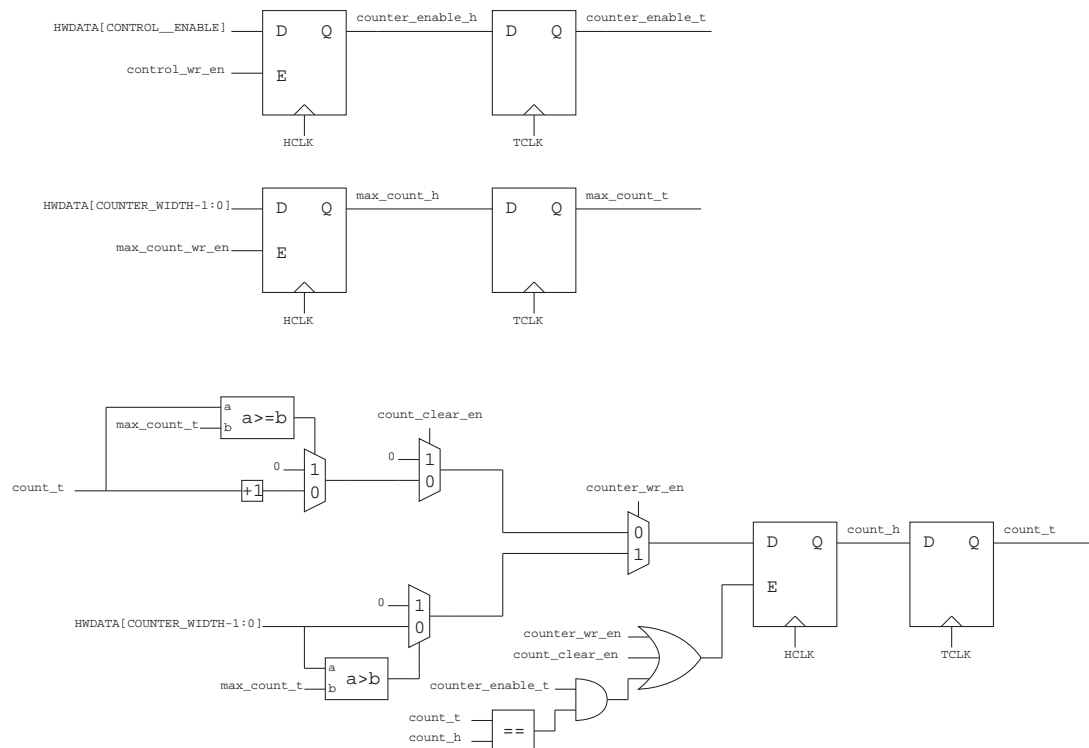 counter_enable_h counter_enable_t
HWDATA[CONTROL__ENABLE] D Q D Q
control_wr_en E
HCLK TCLK
max_count_h max_count_t
HWDATA[COUNTER_WIDTH-1:0] D Q D Q
max_count_wr_en E
HCLK TCLK
a
a>=b
max_count_t b
count_clear_en
0 1
0 1
count_t +1 0
0
counter_wr_en
0
1
D Q count_h D Q count_t
E
HCLK TCLK
0 1
HWDATA[COUNTER_WIDTH-1:0] 0
a
a>b
max_count_t b
counter_wr_en
count_clear_en
counter_enable_t
count_t
==
count_h